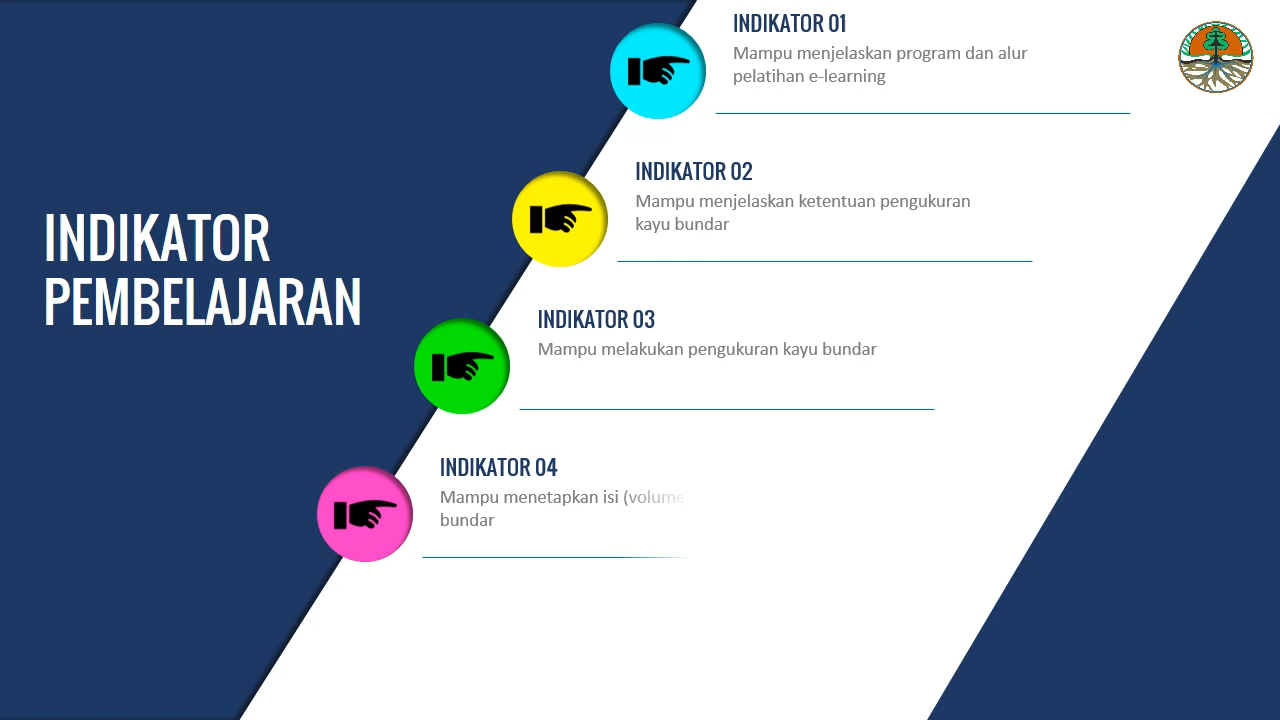 INDIKATOR
PEMBELAJARAN
INDIKATOR 01
Mampu menjelaskan program dan alur
pelatihan e-learning
INDIKATOR 02
Mampu menjelaskan ketentuan pengukuran
kayu bundar
INDIKATOR 03
Mampu melakukan pengukuran kayu bundar
INDIKATOR 04
Mampu menetapkan isi (volume
bundar